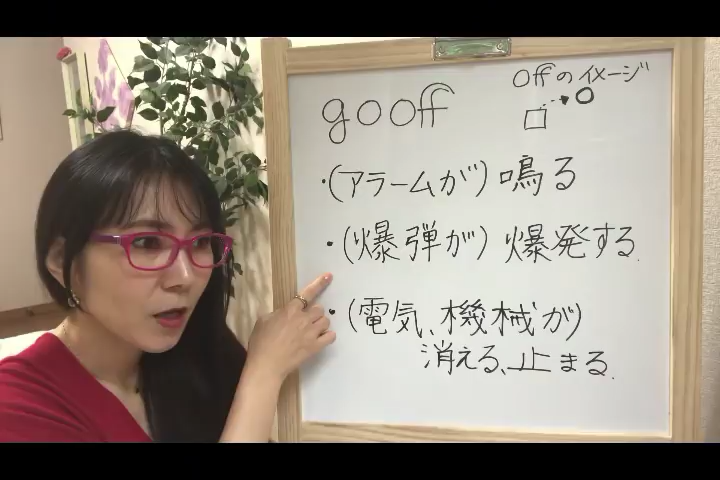 go off
offのイメージ
・(アラームが)鳴る
・(爆弾が)爆発する.
・(電気、機械が)
消える、止まる.